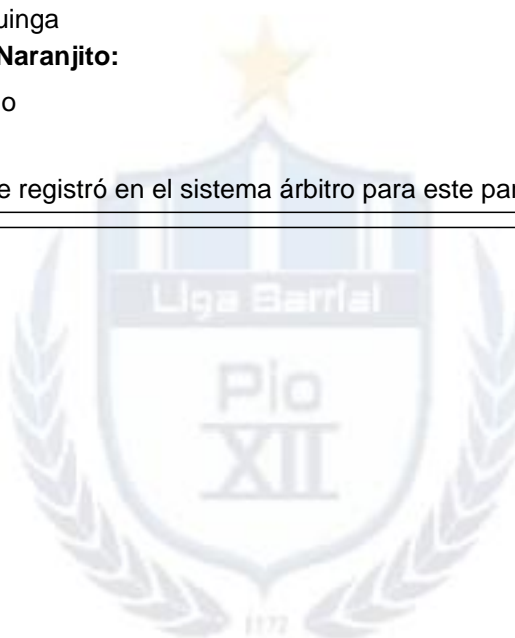 uinga
Naranjito:
o
e registró en el sistema árbitro para este par
Liga Barrial
Pio
XII